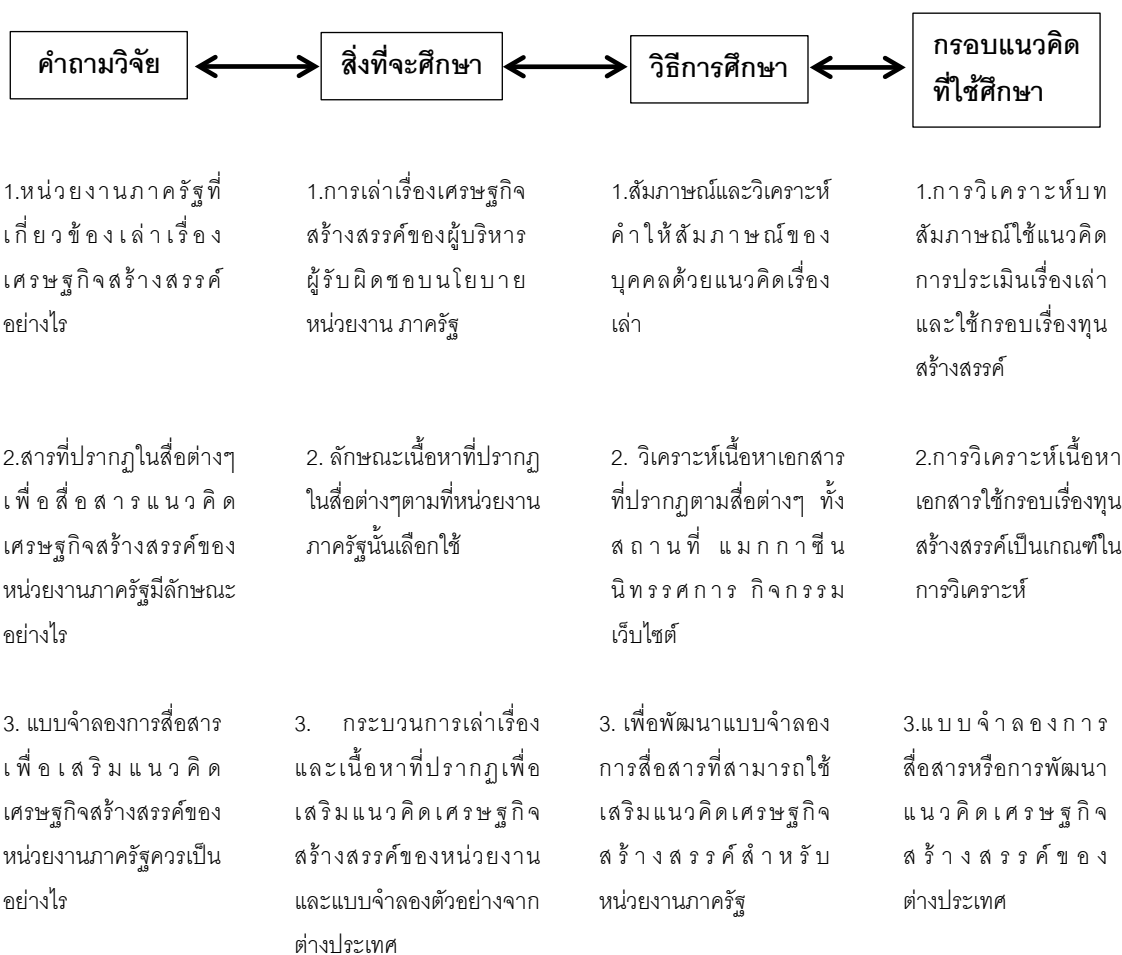 คำถามวิจัย
สิ่งที่จะศึกษา
วิธีการศึกษา
กรอบแนวคิด
ที่ใช้ศึกษา
1.หน่วยงานภาครัฐที่
เกี่ยวข้องเล่าเรื่อง
เศรษฐกิจสร้างสรรค์
อย่างไร
1.การเล่าเรื่องเศรษฐกิจ
สร้างสรรค์ของผู้บริหาร
ผู้รับผิดชอบนโยบาย
หน่วยงาน ภาครัฐ
1.สัมภาษณ์และวิเคราะห์
คำให้สัมภาษณ์ของ
บุคคลด้วยแนวคิดเรื่อง
เล่า
1.การวิเคราะห์บท
สัมภาษณ์ใช้แนวคิด
การประเมินเรื่องเล่า
และใช้กรอบเรื่องทุน
สร้างสรรค์
2.สารที่ปรากฏในสื่อต่างๆ
เพื่อสื่อสารแนวคิด
เศรษฐกิจสร้างสรรค์ของ
หน่วยงานภาครัฐมีลักษณะ
อย่างไร
2. ลักษณะเนื้อหาที่ปรากฏ
ในสื่อต่างๆตามที่หน่วยงาน
ภาครัฐนั้นเลือกใช้
2. วิเคราะห์เนื้อหาเอกสาร
ที่ปรากฏตามสื่อต่างๆ ทั้ง
สถานที่ แมกกาซีน
นิทรรศการ กิจกรรม
เว็บไซต์
2.การวิเคราะห์เนื้อหา
เอกสารใช้กรอบเรื่องทุน
สร้างสรรค์เป็นเกณฑ์ใน
การวิเคราะห์
3. แบบจำลองการสื่อสาร
เพื่อเสริมแนวคิด
เศรษฐกิจสร้างสรรค์ของ
หน่วยงานภาครัฐควรเป็น
อย่างไร
3. กระบวนการเล่าเรื่อง
และเนื้อหาที่ปรากฏเพื่อ
เสริมแนวคิดเศรษฐกิจ
สร้างสรรค์ของหน่วยงาน
และแบบจำลองตัวอย่างจาก
ต่างประเทศ
3. เพื่อพัฒนาแบบจำลอง
การสื่อสารที่สามารถใช้
เสริมแนวคิดเศรษฐกิจ
สร้างสรรค์สำหรับ
หน่วยงานภาครัฐ
3.แบบจำลองการ
สื่อสารหรือการพัฒนา
แนวคิดเศรษฐกิจ
สร้างสรรค์ของ
ต่างประเทศ